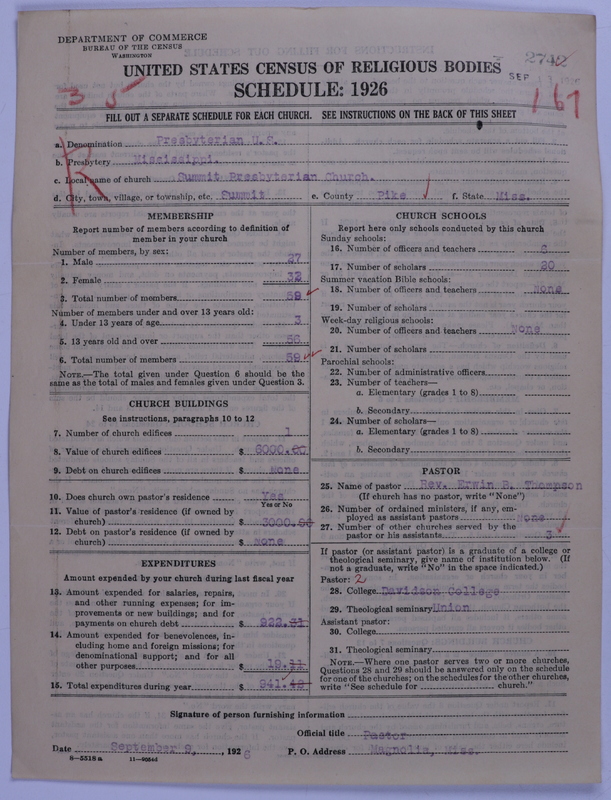 DEPARTMENT OF COMMERCE
BUREAU OF THE CENSUS
WASHINGTON
UNITED STATES CENSUS OF RELIGIOUS BODIES
SCHEDULE: 1926
SEP
3 5
167
FILL OUT A SEPARATE SCHEDULE FOR EACH CHURCH. SEE INSTRUCTIONS ON THE BACK OF THIS SHEET
a. Denomination Presbyterian U.S.
b. Presbytery Mississippi.
c. Local name of church Summit Presbyterian Church.
d. City, town, village, or township, etc. Summit e. County Pike f. State Miss.
MEMBERSHIP
Report number of members according to definition of
member in your church
Number of members, by sex:
1. Male 27
2. Female 32
3. Total number of members 59
Number of members under and over 13 years old:
4. Under 13 years of age 3
5. 13 years old and over 56
6. Total number of members 59
NOTE.—The total given under Question 6 should be
same as the total of males and females given under Question 3.
CHURCH BUILDINGS
See instructions, paragraphs 10 to 12
7. Number of church edifices 1
8. Value of church edifices $ 6000.00
9. Debt on church edifices $ none
10. Does church own pastor's residence Yes
Yes or No
11. Value of pastor's residence (if owned by
church) $ 3000.00
12. Debt on pastor's residence (if owned by
church) $ none
EXPENDITURES
Amount expended by your church during last fiscal year
13. Amount expended for salaries, repairs,
and other running expenses; for im-
provements or new buildings; and for
payments on church debt $ 922.
14. Amount expended for benevolences, in-
cluding home and foreign missions; for
denominational support; and for all
other purposes $ 19.
15. Total expenditures during year $ 941.
CHURCH SCHOOLS
Report here only schools conducted by this church
Sunday schools:
16. Number of officers and teachers
17. Number of scholars 20
Summer vacation Bible schools:
18. Number of officers and teachers None
19. Number of scholars
Week-day religious schools:
20. Number of officers and teachers None
21. Number of scholars
Parochial schools:
22. Number of administrative officers
23. Number of teachers—
a. Elementary (grades 1 to 8)
b. Secondary
24. Number of scholars—
a. Elementary (grades 1 to 8)
b. Secondary
PASTOR
25. Name of pastor Rev. Erwin B. Thompson
(If church has no pastor, write "None")
26. Number of ordained ministers, if any, em-
ployed as assistant pastors None
27. Number of other churches served by the
pastor or his assistants 3
If pastor (or assistant pastor) is a graduate of a college or
theological seminary, give name of institution below. (If
not a graduate, write "No" in the space indicated.)
Pastor: 2
28. College Davidson College
29. Theological seminary Union
Assistant pastor:
30. College
31. Theological seminary
NOTE.—Where one pastor serves two or more churches,
Questions 28 and 29 should be answered only on the schedule
for one of the churches; on the schedules for the other churches,
write "See schedule for church."
Signature of person furnishing information
Official title Pastor
Date September 9, 1926 P. O. Address Magnolia, Miss.
8—5518a 11—9054d